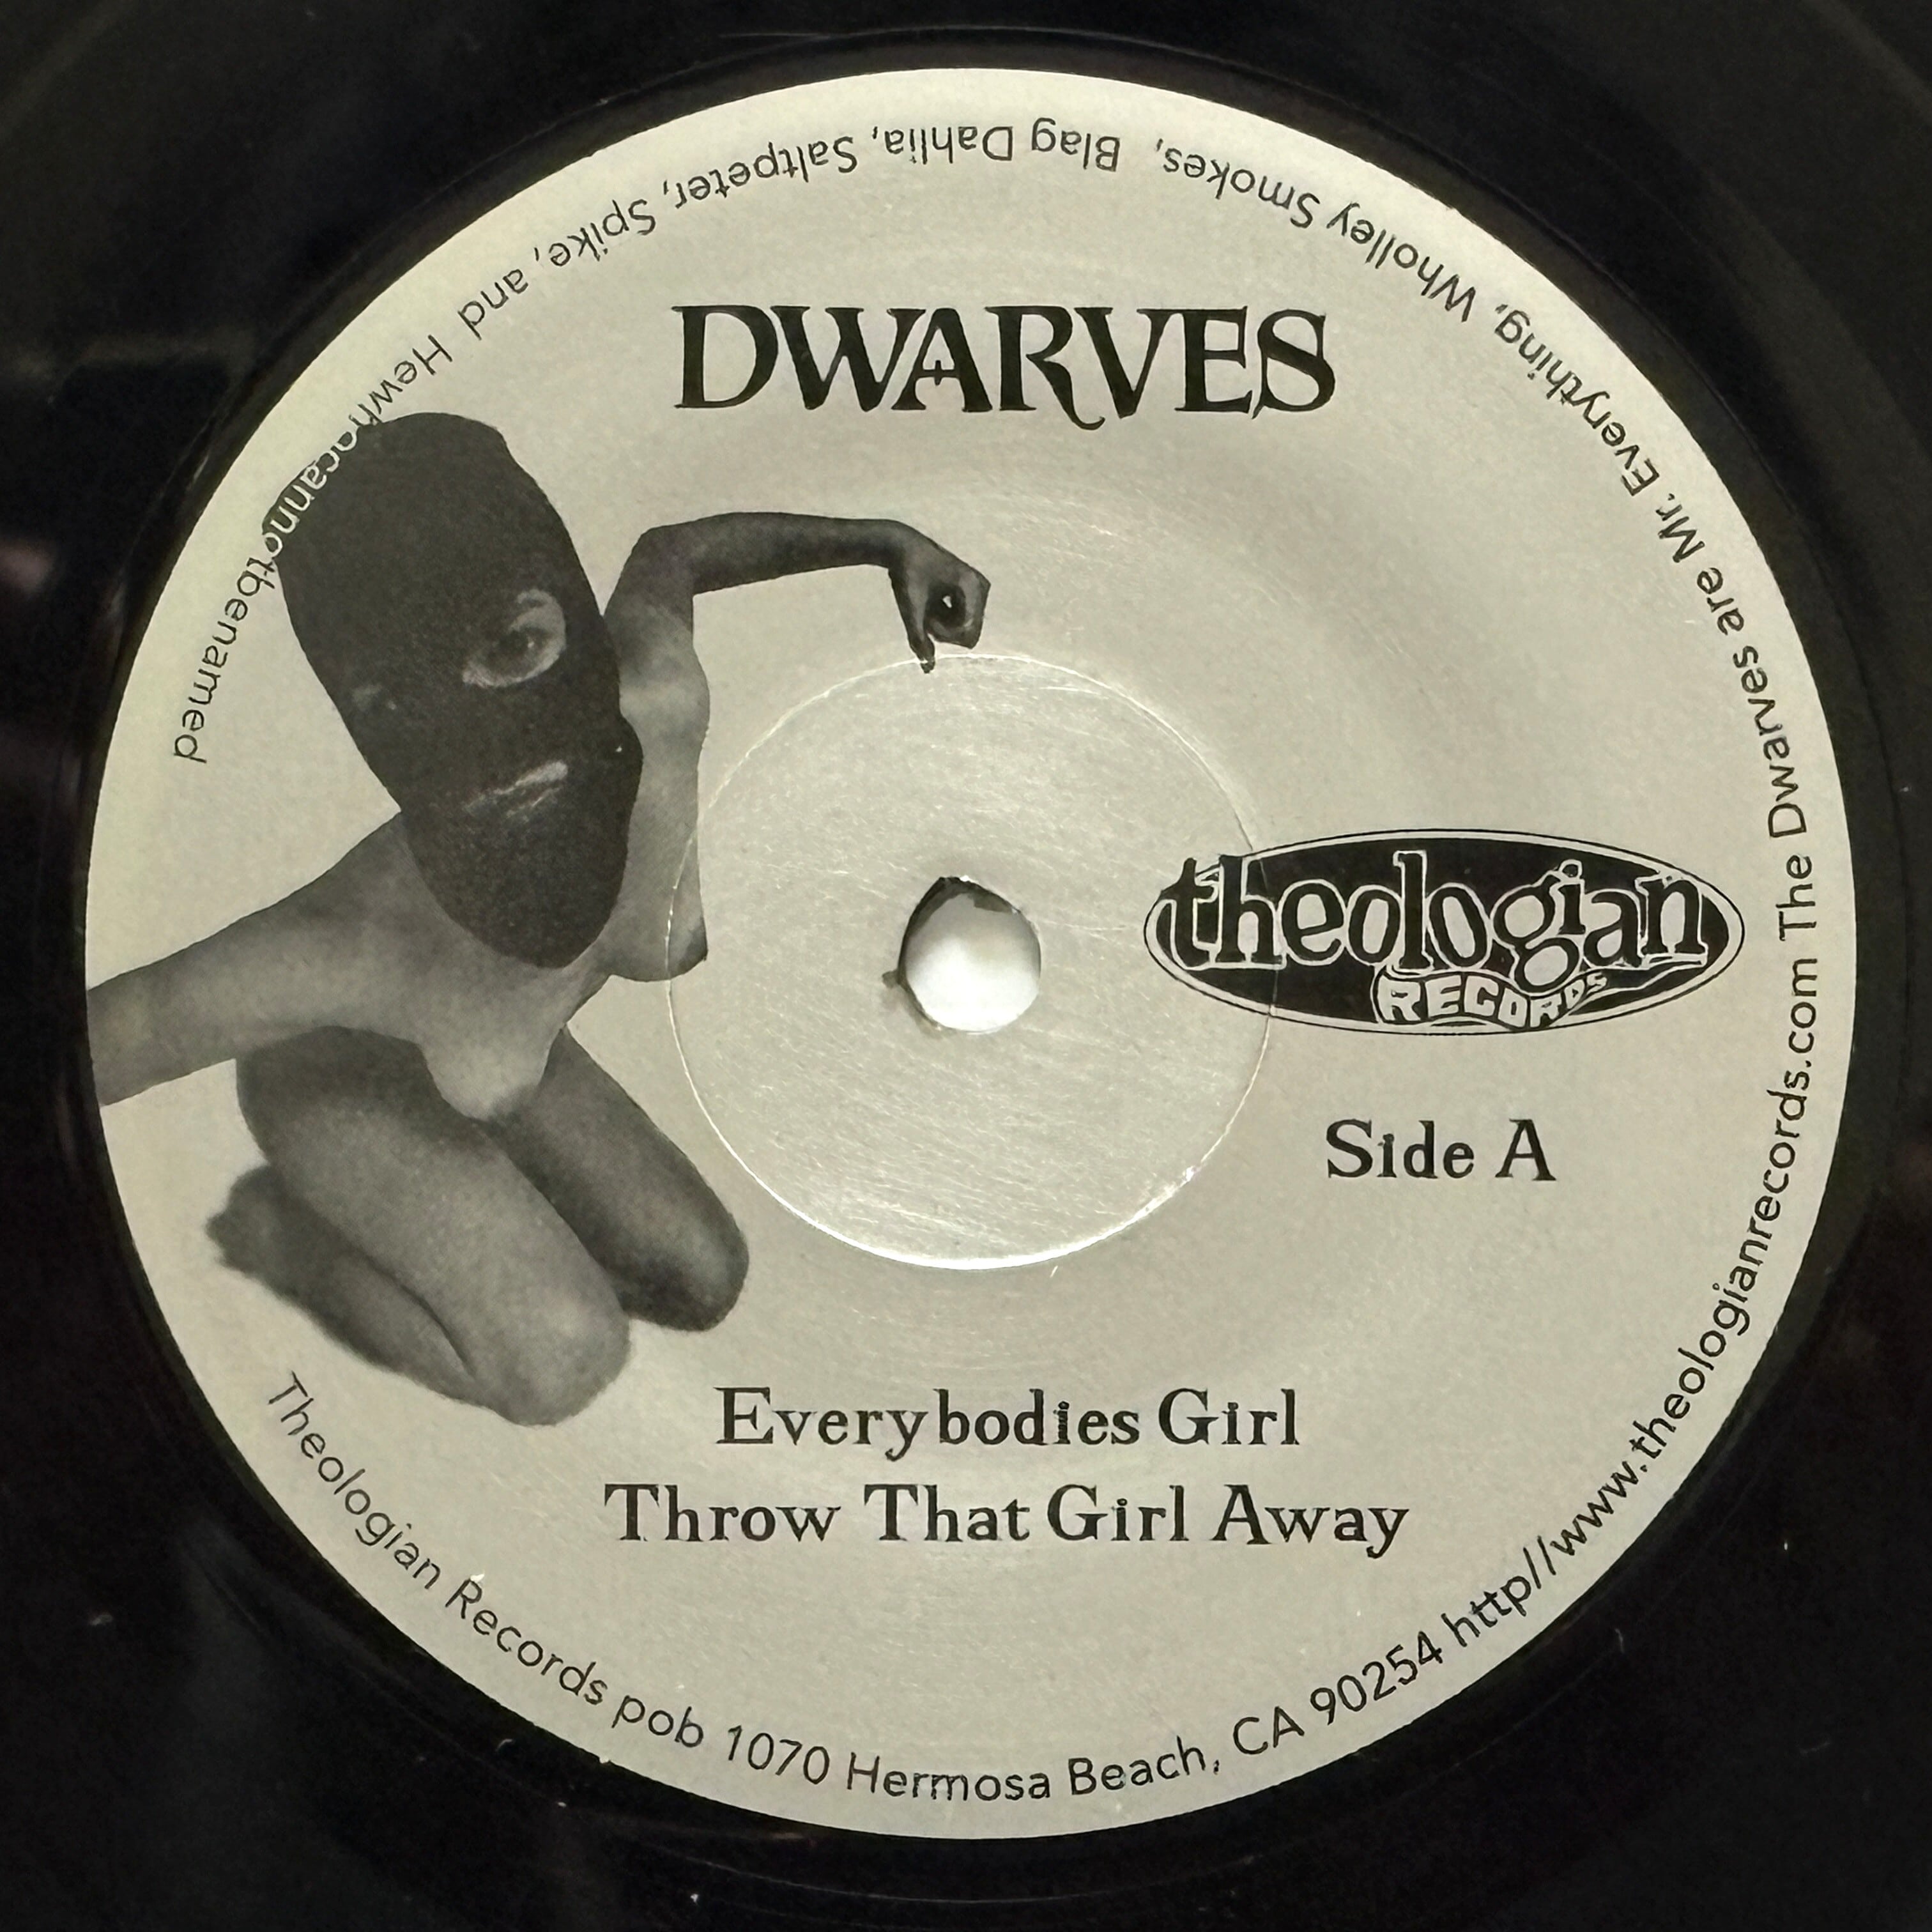 DWARVES
theologian
RECORDS
Side A
Everybodies Girl
Throw That Girl Away
Theologian Records pob 1070 Hermosa Beach, CA 90254 http//www.theologianrecords.com The Dwarves are Mr. Everything, Wholley Smokes, Blag Dahlia, Saltpeter, Spike, and Hewhocannotbenamed